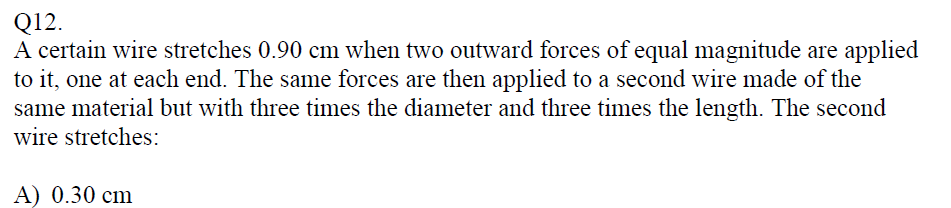 Q12.
A certain wire stretches 0.90 cm when two outward forces of equal magnitude are applied
to it, one at each end. The same forces are then applied to a second wire made of the
same material but with three times the diameter and three times the length. The second
wire stretches:
A) 0.30 cm